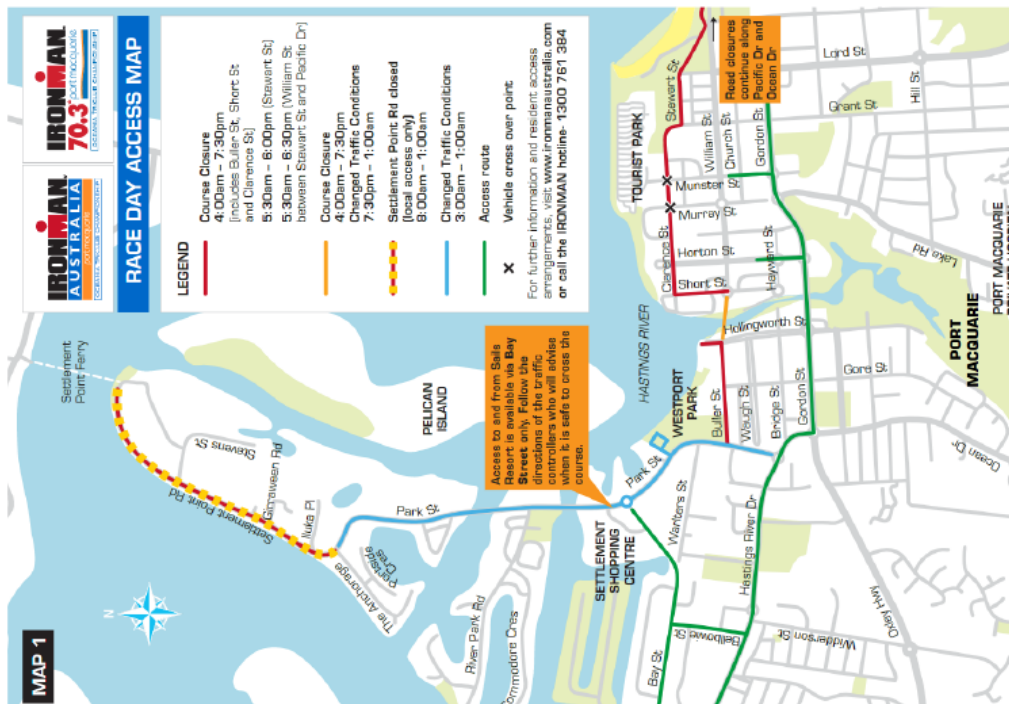 MAP 1
IRONMAN
AUSTRALIA
port macquarie
IRONMAN
70.3
port macquarie
RACE DAY ACCESS MAP
LEGEND
Course Closure
4:00am – 7:30pm
(includes Buller St, Short St
and Clarence St)
5:30am – 6:00pm (Stewart St)
5:30am – 6:30pm (William St
between Stewart St and Pacific Dr)
Course Closure
4:00am – 7:30pm
Changed Traffic Conditions
7:30pm – 1:00am
Settlement Point Rd closed
(local access only)
8:00am – 1:00am
Changed Traffic Conditions
3:00am – 1:00am
Access route
Vehicle cross over point
For further information and resident access
arrangements, visit www.ironmanaustralia.com
or call the IRONMAN hotline- 1300 761 384
N
Settlement
Point Ferry
Stevens St
Girraween Rd
Settlement Point Rd
Nuka Pl
The Anchorage
Portside
Cres
Park St
River Park Rd
Commodore Cres
PELICAN
ISLAND
Access to and from Sails
Resort is available via Bay
Street only. Follow the
directions of the traffic
controllers who will advise
when it is safe to cross the
course.
SETTLEMENT
SHOPPING
CENTRE
Park St
WESTPORT
PARK
HASTINGS RIVER
Buller St
Waugh St
Bridge St
Gordon St
Hollingworth St
Warlters St
Hastings River Dr
Bay St
Bellbowie St
Widderson St
Oxley Hwy
Ocean Dr
Gore St
PORT
MACQUARIE
PORT MACQUARIE
Lake Rd
TOURIST PARK
Clarence St
Short St
Horton St
Hayward St
Murray St
Munster St
William St
Church St
Gordon St
Stewart St
Grant St
Lord St
Hill St
Road closures
continue along
Pacific Dr and
Ocean Dr